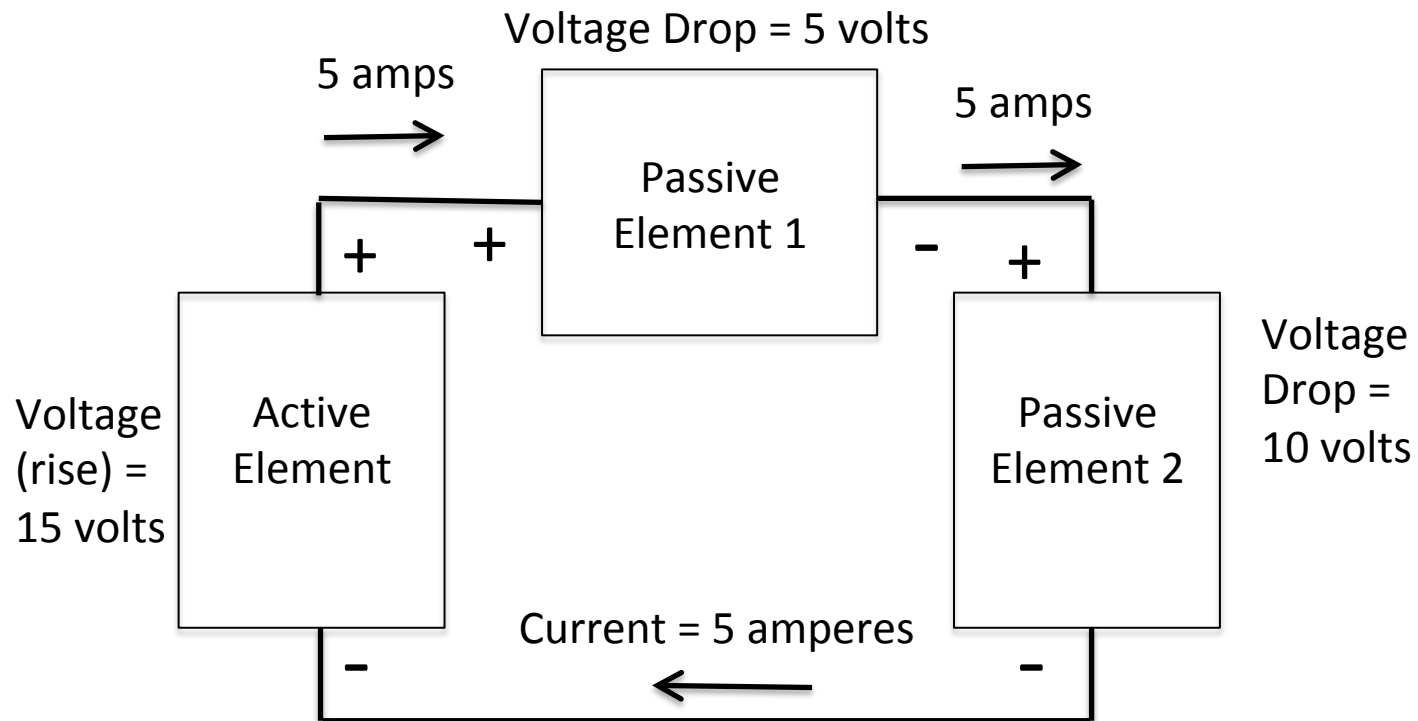 Voltage Drop = 5 volts
5 amps
5 amps
Passive
Element 1
+
+
-
+
Voltage
(rise) =
15 volts
Active
Element
Passive
Element 2
Voltage
Drop =
10 volts
Current = 5 amperes
-
-